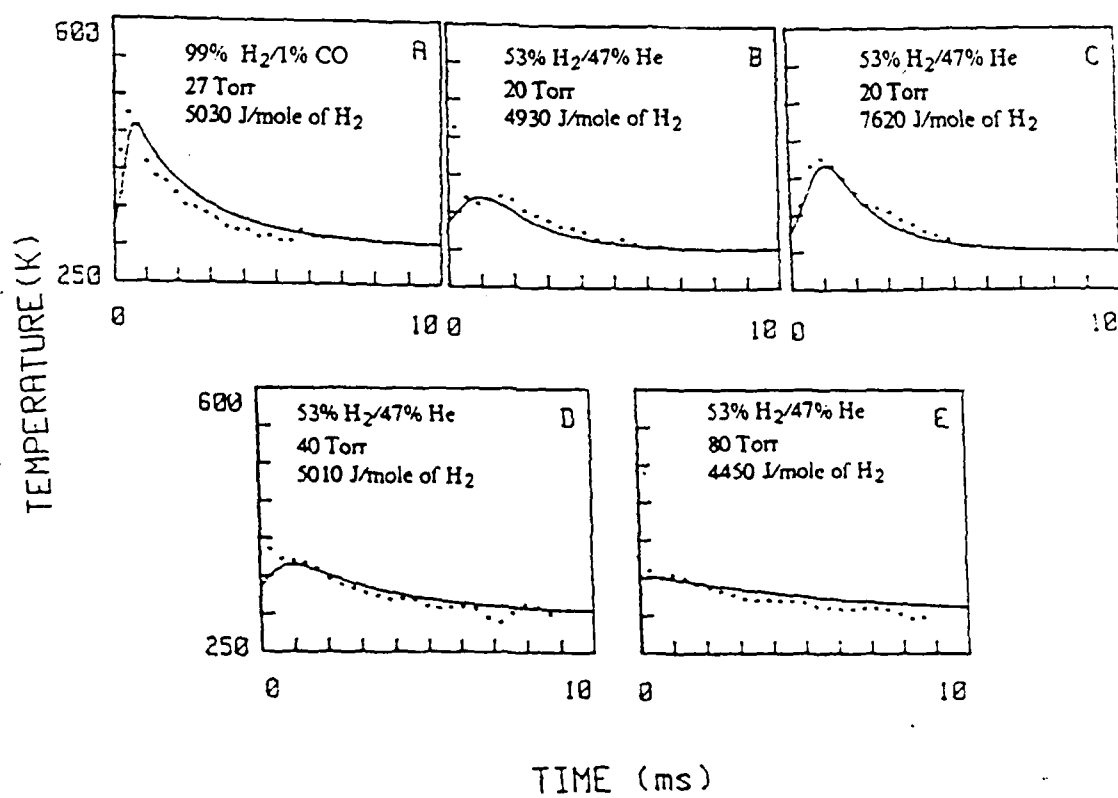 603
99% H₂/1% CO
A
27 Torr
5030 J/mole of H₂
53% H₂/47% He
B
20 Torr
4930 J/mole of H₂
53% H₂/47% He
C
20 Torr
7620 J/mole of H₂
TEMPERATURE(K)
250
0
10
0
10
0
10
600
53% H₂/47% He
D
40 Torr
5010 J/mole of H₂
53% H₂/47% He
E
80 Torr
4450 J/mole of H₂
250
0
10
0
10
TIME (ms)